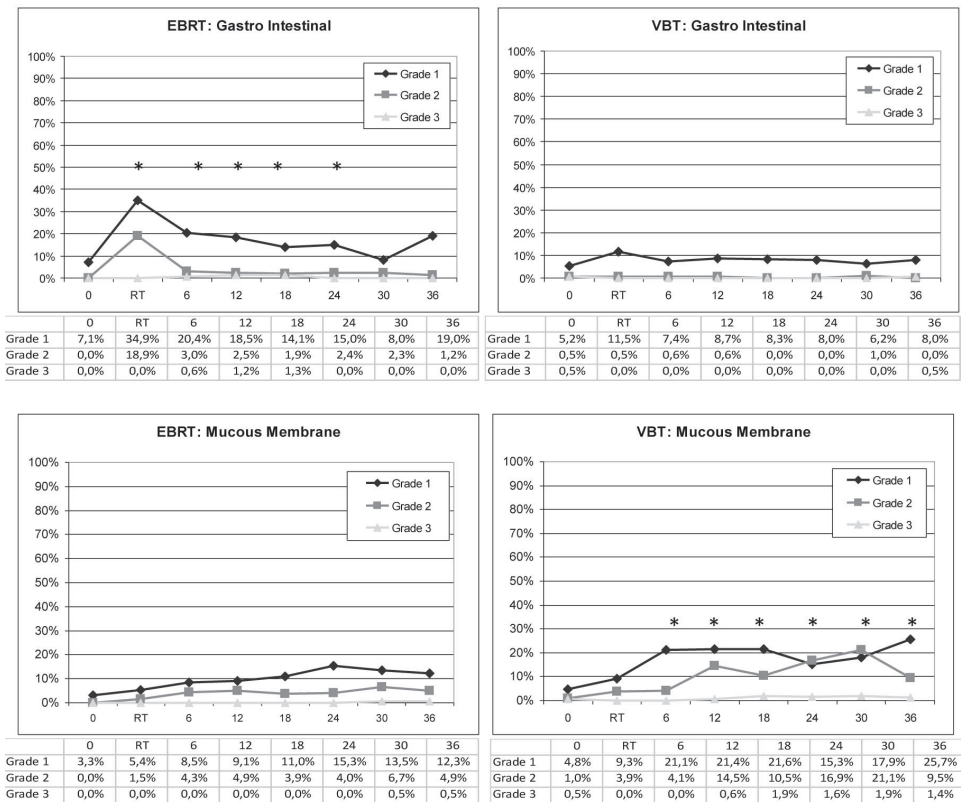 EBRT: Gastro Intestinal
100%
90%
80%
70%
60%
50%
40%
30%
20%
10%
0%
Grade 1
Grade 2
Grade 3
* * * * *
0 RT 6 12 18 24 30 36
0 RT 6 12 18 24 30 36
Grade 1 7,1% 34,9% 20,4% 18,5% 14,1% 15,0% 8,0% 19,0%
Grade 2 0,0% 18,9% 3,0% 2,5% 1,9% 2,4% 2,3% 1,2%
Grade 3 0,0% 0,0% 0,6% 1,2% 1,3% 0,0% 0,0% 0,0%
VBT: Gastro Intestinal
100%
90%
80%
70%
60%
50%
40%
30%
20%
10%
0%
Grade 1
Grade 2
Grade 3
0 RT 6 12 18 24 30 36
0 RT 6 12 18 24 30 36
Grade 1 5,2% 11,5% 7,4% 8,7% 8,3% 8,0% 6,2% 8,0%
Grade 2 0,5% 0,5% 0,6% 0,6% 0,0% 0,0% 1,0% 0,0%
Grade 3 0,5% 0,0% 0,0% 0,0% 0,0% 0,0% 0,0% 0,5%
EBRT: Mucous Membrane
100%
90%
80%
70%
60%
50%
40%
30%
20%
10%
0%
Grade 1
Grade 2
Grade 3
0 RT 6 12 18 24 30 36
0 RT 6 12 18 24 30 36
Grade 1 3,3% 5,4% 8,5% 9,1% 11,0% 15,3% 13,5% 12,3%
Grade 2 0,0% 1,5% 4,3% 4,9% 3,9% 4,0% 6,7% 4,9%
Grade 3 0,0% 0,0% 0,0% 0,0% 0,0% 0,0% 0,5% 0,5%
VBT: Mucous Membrane
100%
90%
80%
70%
60%
50%
40%
30%
20%
10%
0%
Grade 1
Grade 2
Grade 3
* * * * * *
0 RT 6 12 18 24 30 36
0 RT 6 12 18 24 30 36
Grade 1 4,8% 9,3% 21,1% 21,4% 21,6% 15,3% 17,9% 25,7%
Grade 2 1,0% 3,9% 4,1% 14,5% 10,5% 16,9% 21,1% 9,5%
Grade 3 0,5% 0,0% 0,0% 0,6% 1,9% 1,6% 1,9% 1,4%